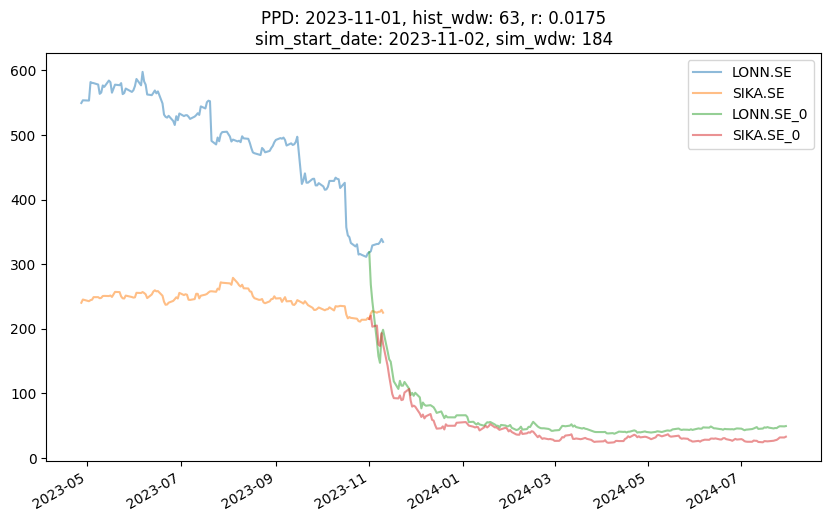 PPD: 2023-11-01, hist_wdw: 63, r: 0.0175
sim_start_date: 2023-11-02, sim_wdw: 184
LONN.SE
SIKA.SE
LONN.SE_0
SIKA.SE_0
600
500
400
300
200
100
0
2023-05
2023-07
2023-09
2023-11
2024-01
2024-03
2024-05
2024-07